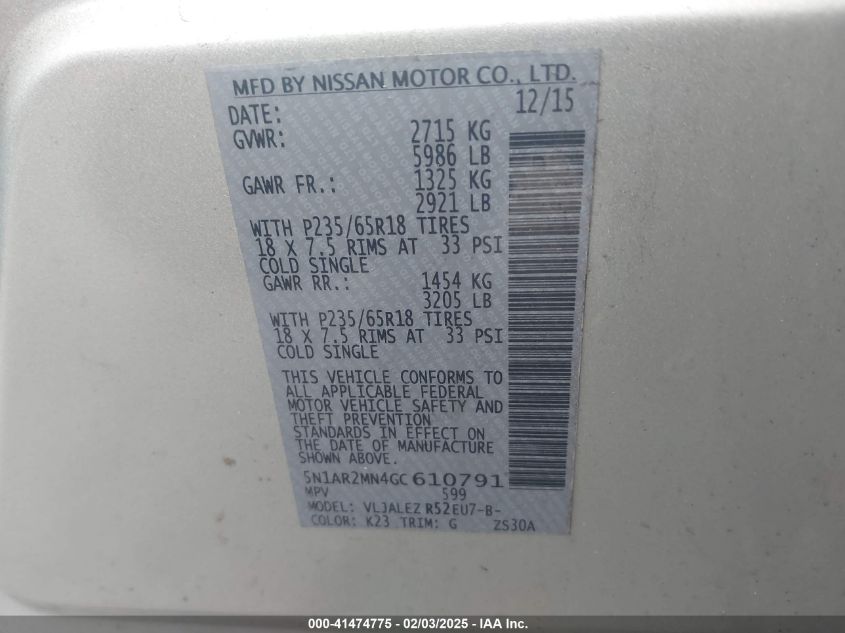 MFD BY NISSAN MOTOR CO., LTD.
DATE: 12/15
GVWR: 2715 KG
5986 LB
GAWR FR.: 1325 KG
2921 LB
WITH P235/65R18 TIRES
18 X 7.5 RIMS AT 33 PSI
COLD SINGLE
GAWR RR.: 1454 KG
3205 LB
WITH P235/65R18 TIRES
18 X 7.5 RIMS AT 33 PSI
COLD SINGLE
THIS VEHICLE CONFORMS TO
ALL APPLICABLE FEDERAL
MOTOR VEHICLE SAFETY AND
THEFT PREVENTION
STANDARDS IN EFFECT ON
THE DATE OF MANUFACTURE
SHOWN ABOVE.
5N1AR2MN4GC610791
MPV 599
MODEL: VLJALEZ R52EU7-B-
COLOR: K23 TRIM: G ZS30A
000-41474775 - 02/03/2025 - IAA Inc.